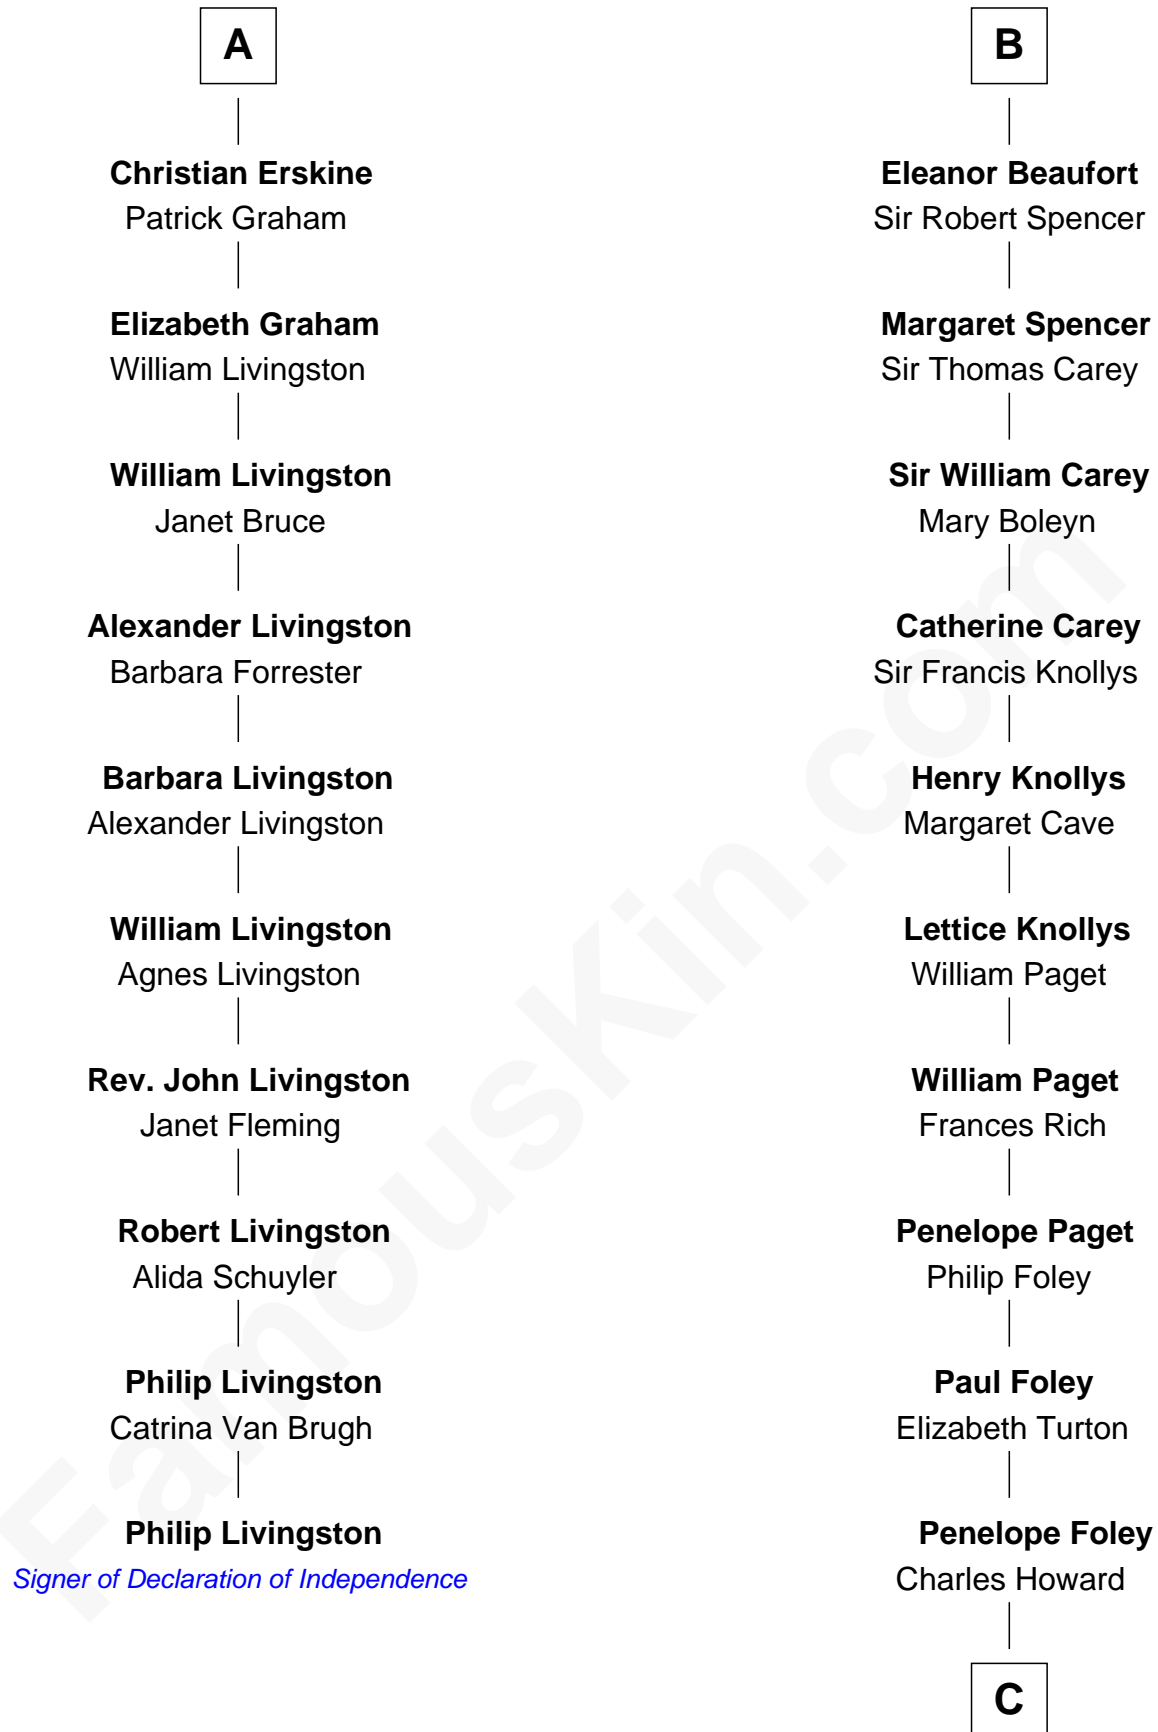 A
Christian Erskine
Patrick Graham
Elizabeth Graham
William Livingston
William Livingston
Janet Bruce
Alexander Livingston
Barbara Forrester
Barbara Livingston
Alexander Livingston
William Livingston
Agnes Livingston
Rev. John Livingston
Janet Fleming
Robert Livingston
Alida Schuyler
Philip Livingston
Catrina Van Brugh
Philip Livingston
Signer of Declaration of Independence
B
Eleanor Beaufort
Sir Robert Spencer
Margaret Spencer
Sir Thomas Carey
Sir William Carey
Mary Boleyn
Catherine Carey
Sir Francis Knollys
Henry Knollys
Margaret Cave
Lettice Knollys
William Paget
William Paget
Frances Rich
Penelope Paget
Philip Foley
Paul Foley
Elizabeth Turton
Penelope Foley
Charles Howard
C
FamousKin.com